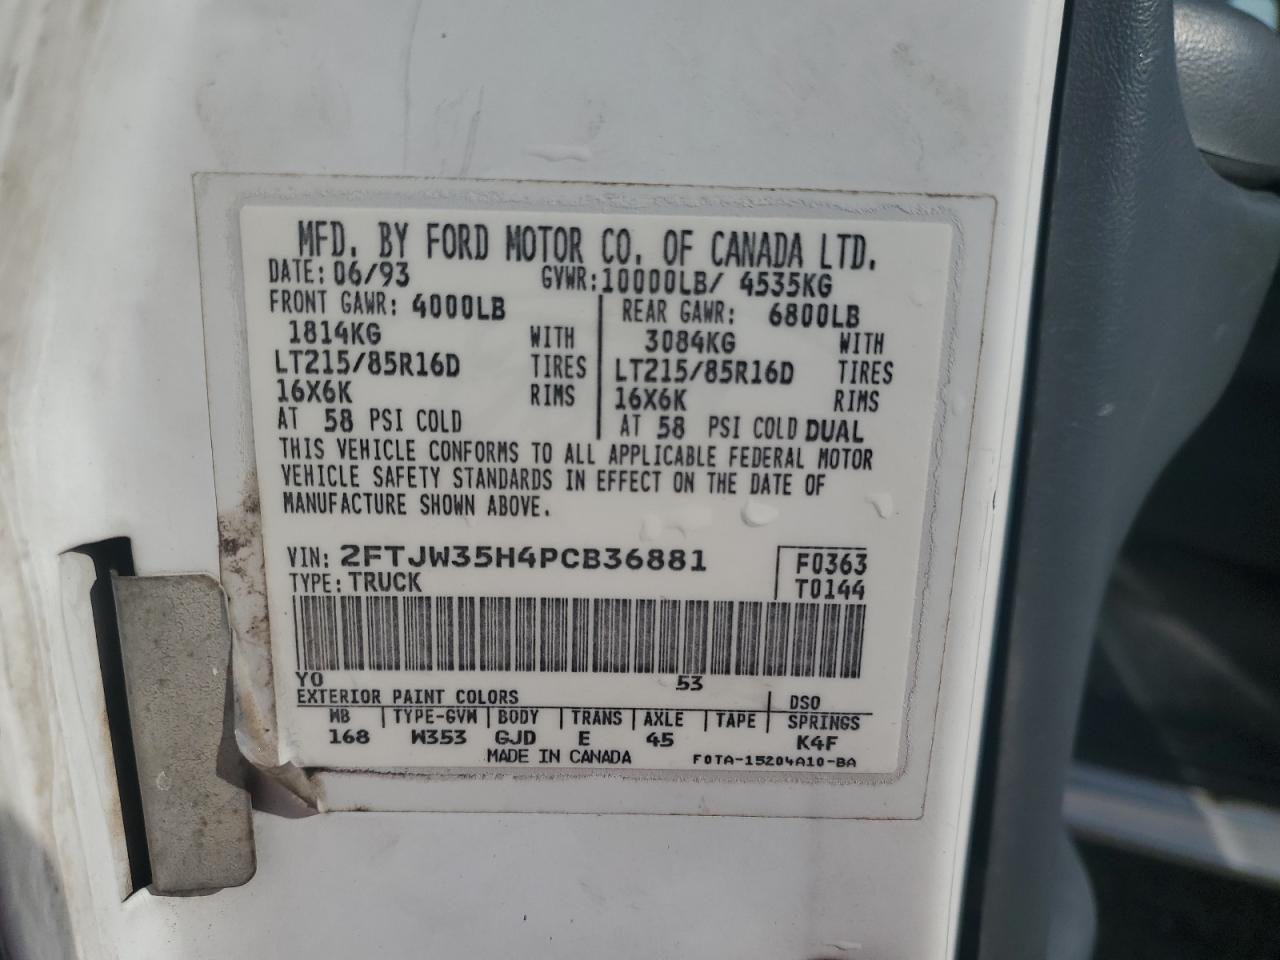 MFD. BY FORD MOTOR CO. OF CANADA LTD.
DATE: 06/93 GVWR: 10000LB/ 4535KG
FRONT GAWR: 4000LB REAR GAWR: 6800LB
1814KG WITH 3084KG WITH
LT215/85R16D TIRES LT215/85R16D TIRES
16X6K RIMS 16X6K RIMS
AT 58 PSI COLD AT 58 PSI COLD DUAL
THIS VEHICLE CONFORMS TO ALL APPLICABLE FEDERAL MOTOR
VEHICLE SAFETY STANDARDS IN EFFECT ON THE DATE OF
MANUFACTURE SHOWN ABOVE.
VIN: 2FTJW35H4PCB36881 F0363
TYPE: TRUCK T0144
YO 53
EXTERIOR PAINT COLORS DSO
WB TYPE-GVW BODY TRANS AXLE TAPE SPRINGS
168 W353 GJD E 45 K4F
MADE IN CANADA F0TA-15204A10-BA